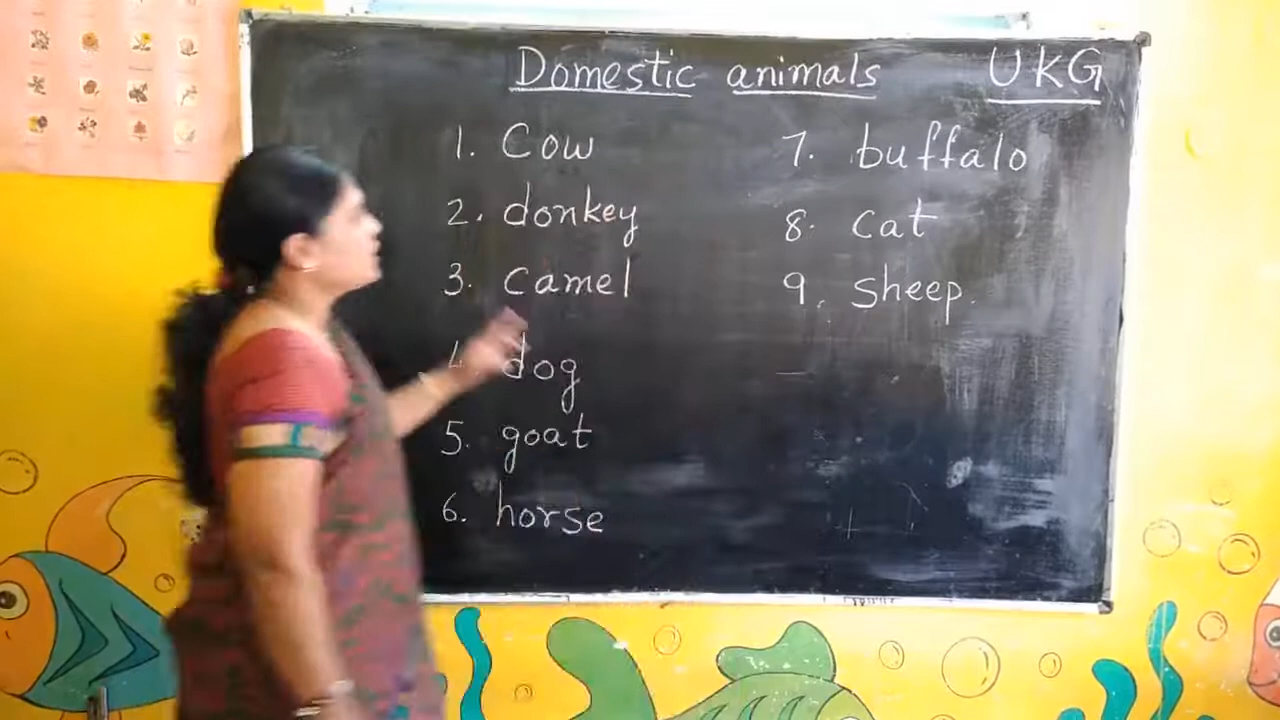 Domestic animals UKG
1. Cow
2. donkey
3. camel
4. dog
5. goat
6. horse
7. buffalo
8. cat
9. sheep.